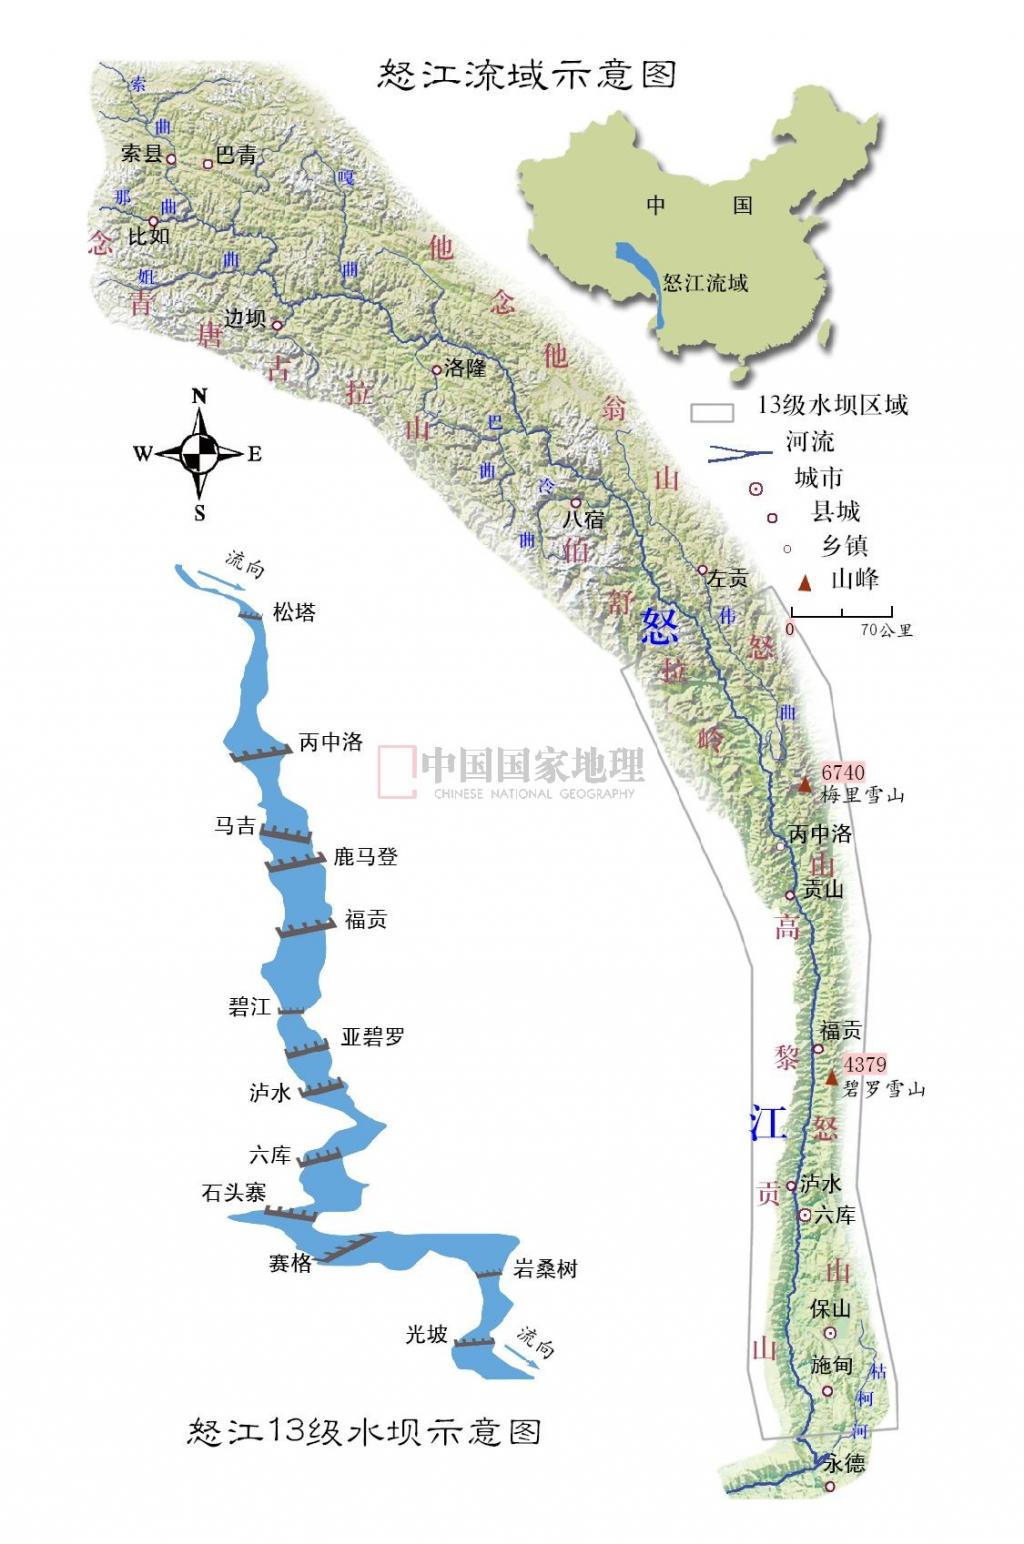 怒江流域示意图
索
曲
索县
巴青
那
曲
比如
嘎
曲
姐
曲
边坝
洛隆
念
青
唐
古
拉
山
他
念
他
翁
山
巴
曲
冷
曲
八宿
伯
舒
拉
岭
左贡
伟
曲
怒
山
怒
江
6740
梅里雪山
丙中洛
贡山
高
黎
贡
山
福贡
4379
碧罗雪山
怒
山
泸水
六库
保山
施甸
枯
柯
河
永德
中国
怒江流域
13级水坝区域
河流
城市
县城
乡镇
山峰
0 70公里
N
W E
S
流向
松塔
丙中洛
马吉
鹿马登
福贡
碧江
亚碧罗
泸水
六库
石头寨
赛格
岩桑树
光坡
流向
怒江13级水坝示意图
中国国家地理
CHINESE NATIONAL GEOGRAPHY